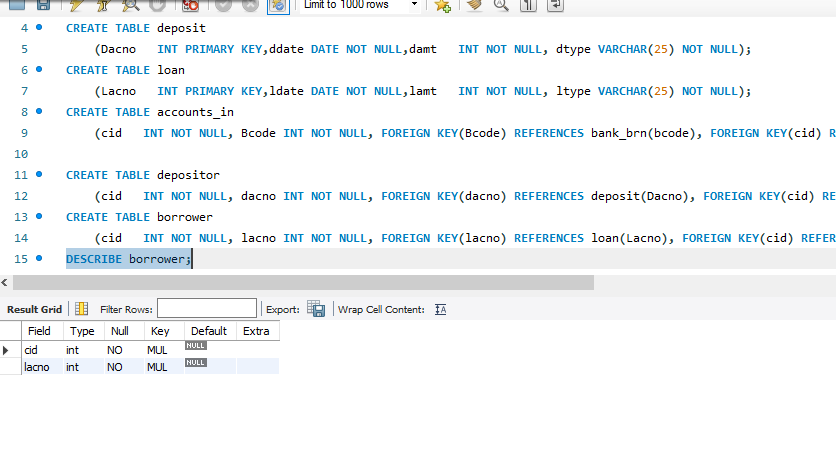 Limit to 1000 rows
4 CREATE TABLE deposit
5 (Dacno INT PRIMARY KEY,ddate DATE NOT NULL,damt INT NOT NULL, dtype VARCHAR(25) NOT NULL);
6 CREATE TABLE loan
7 (Lacno INT PRIMARY KEY,ldate DATE NOT NULL,lamt INT NOT NULL, ltype VARCHAR(25) NOT NULL);
8 CREATE TABLE accounts_in
9 (cid INT NOT NULL, Bcode INT NOT NULL, FOREIGN KEY(Bcode) REFERENCES bank_brn(bcode), FOREIGN KEY(cid) R
10
11 CREATE TABLE depositor
12 (cid INT NOT NULL, dacno INT NOT NULL, FOREIGN KEY(dacno) REFERENCES deposit(Dacno), FOREIGN KEY(cid) RE
13 CREATE TABLE borrower
14 (cid INT NOT NULL, lacno INT NOT NULL, FOREIGN KEY(lacno) REFERENCES loan(Lacno), FOREIGN KEY(cid) REFER
15 DESCRIBE borrower;
Result Grid Filter Rows: Export: Wrap Cell Content: IA
Field Type Null Key Default Extra
cid int NO MUL NULL
lacno int NO MUL NULL